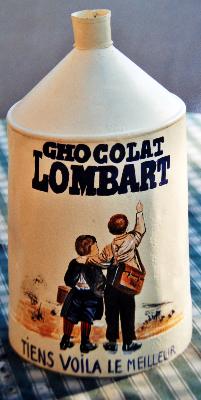 CHOCOLAT
LOMBART
TIENS VOILA LE MEILLEUR